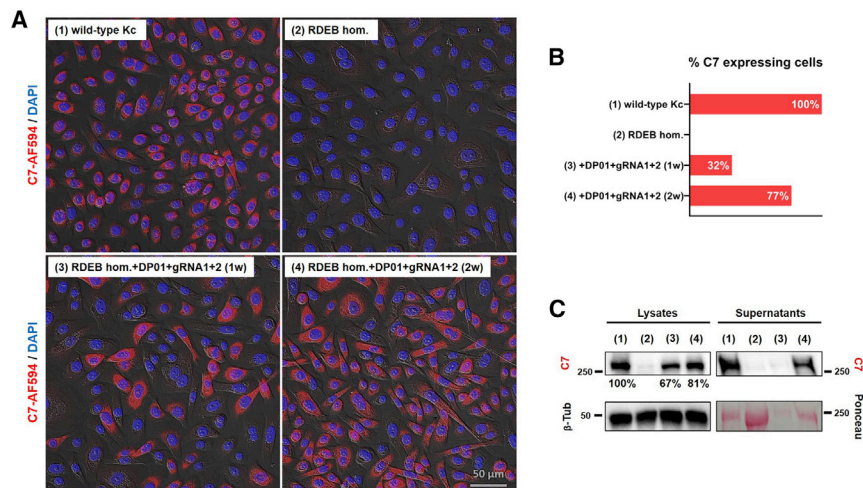 A
(1) wild-type Kc
(2) RDEB hom.
C7-AF594 / DAPI
(3) RDEB hom.+DP01+gRNA1+2 (1w)
(4) RDEB hom.+DP01+gRNA1+2 (2w)
C7-AF594 / DAPI
50 µm
B
% C7 expressing cells
(1) wild-type Kc
100%
(2) RDEB hom.
(3) +DP01+gRNA1+2 (1w)
32%
(4) +DP01+gRNA1+2 (2w)
77%
C
Lysates
Supernatants
(1) (2) (3) (4)
(1) (2) (3) (4)
C7
250
250
C7
100% 67% 81%
β-Tub
50
250
Ponceau